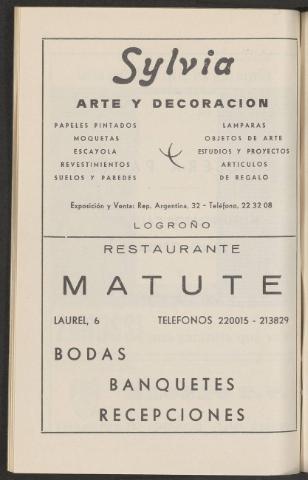 Sylvia
ARTE Y DECORACION
PAPELES PINTADOS
MOQUETAS
ESCAYOLA
REVESTIMIENTOS
SUELOS Y PAREDES
LAMPARAS
OBJETOS DE ARTE
ESTUDIOS Y PROYECTOS
ARTICULOS
DE REGALO
Exposición y Venta: Rep. Argentina, 32 - Teléfono, 22 32 08
LOGROÑO
RESTAURANTE
MATUTE
LAUREL, 6 TELEFONOS 220015 - 213829
BODAS
BANQUETES
RECEPCIONES